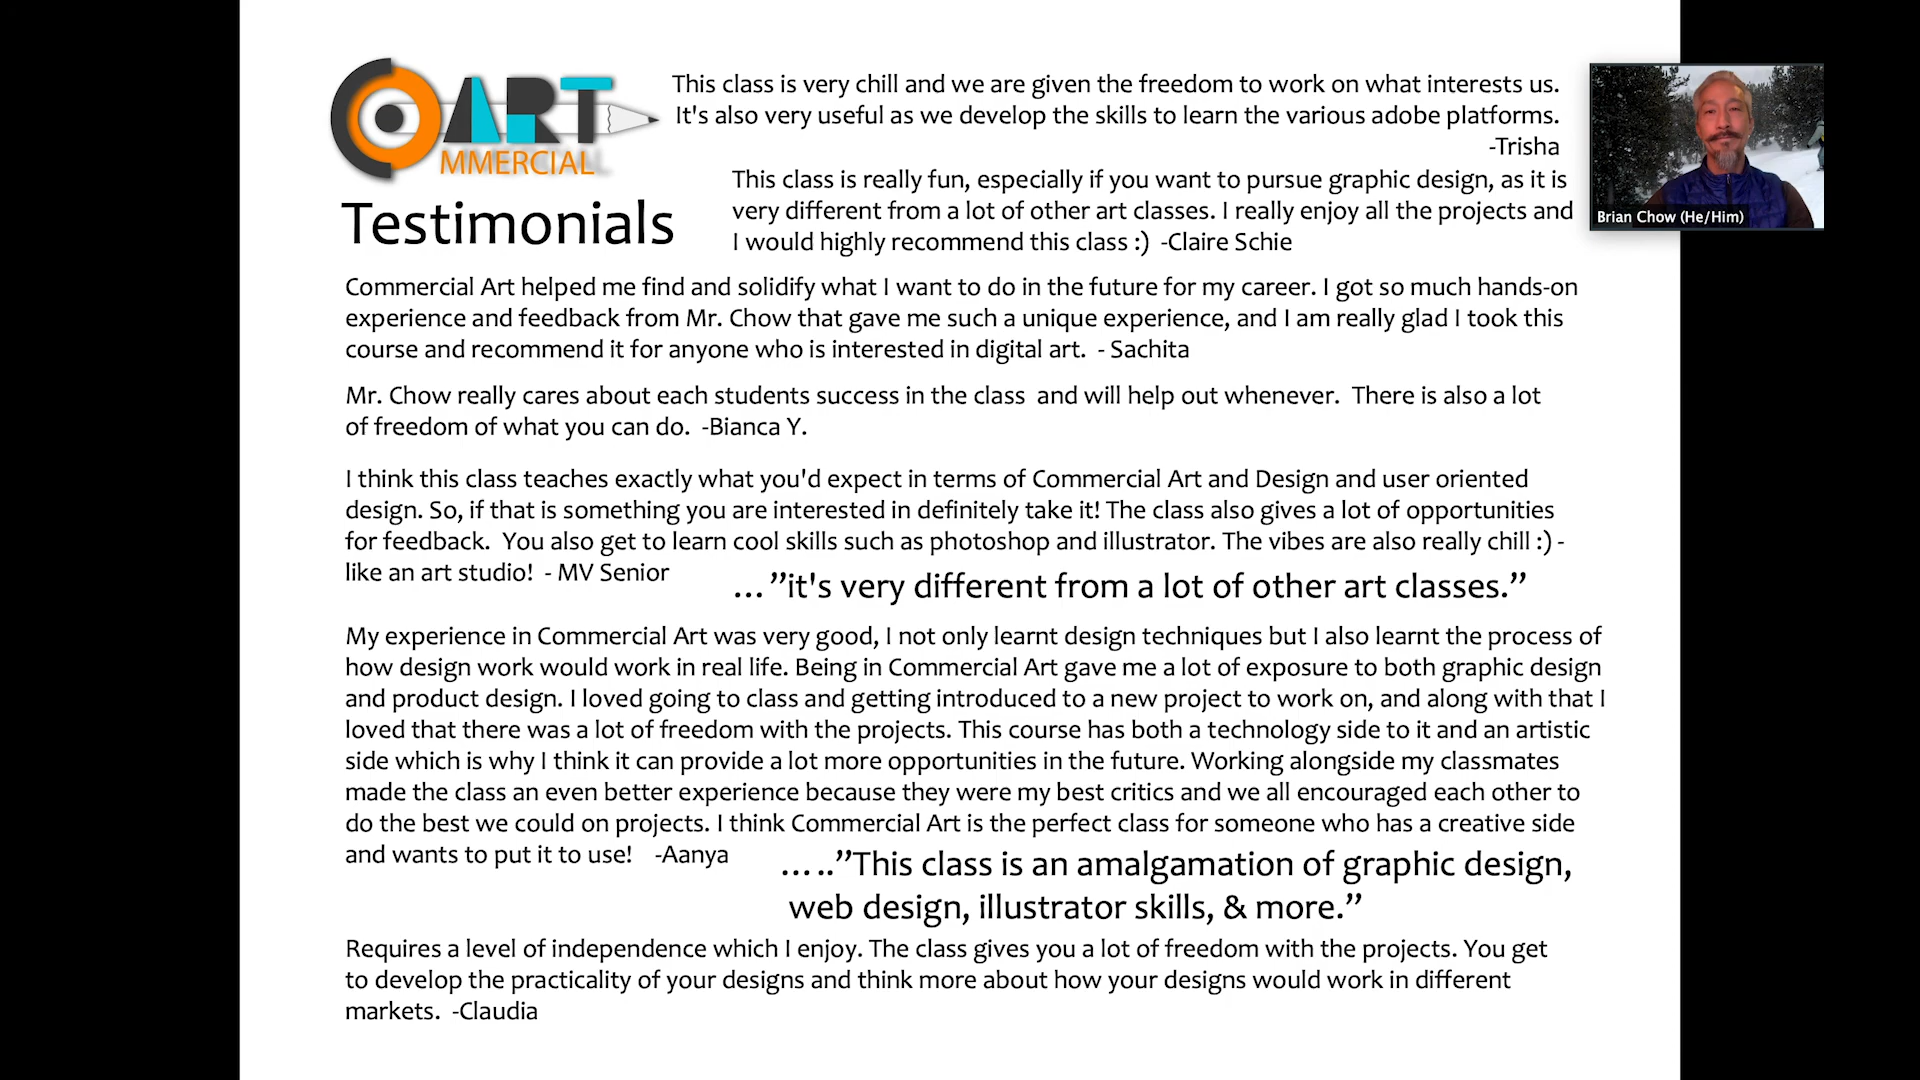 ART
MMERCIAL
Testimonials
This class is very chill and we are given the freedom to work on what interests us.
It's also very useful as we develop the skills to learn the various adobe platforms.
-Trisha
This class is really fun, especially if you want to pursue graphic design, as it is
very different from a lot of other art classes. I really enjoy all the projects and
I would highly recommend this class :) -Claire Schie
Brian Chow (He/Him)
Commercial Art helped me find and solidify what I want to do in the future for my career. I got so much hands-on
experience and feedback from Mr. Chow that gave me such a unique experience, and I am really glad I took this
course and recommend it for anyone who is interested in digital art. - Sachita
Mr. Chow really cares about each students success in the class and will help out whenever. There is also a lot
of freedom of what you can do. -Bianca Y.
I think this class teaches exactly what you'd expect in terms of Commercial Art and Design and user oriented
design. So, if that is something you are interested in definitely take it! The class also gives a lot of opportunities
for feedback. You also get to learn cool skills such as photoshop and illustrator. The vibes are also really chill :) -
like an art studio! - MV Senior
…”it's very different from a lot of other art classes.”
My experience in Commercial Art was very good, I not only learnt design techniques but I also learnt the process of
how design work would work in real life. Being in Commercial Art gave me a lot of exposure to both graphic design
and product design. I loved going to class and getting introduced to a new project to work on, and along with that I
loved that there was a lot of freedom with the projects. This course has both a technology side to it and an artistic
side which is why I think it can provide a lot more opportunities in the future. Working alongside my classmates
made the class an even better experience because they were my best critics and we all encouraged each other to
do the best we could on projects. I think Commercial Art is the perfect class for someone who has a creative side
and wants to put it to use! -Aanya
…..”This class is an amalgamation of graphic design,
web design, illustrator skills, & more.”
Requires a level of independence which I enjoy. The class gives you a lot of freedom with the projects. You get
to develop the practicality of your designs and think more about how your designs would work in different
markets. -Claudia